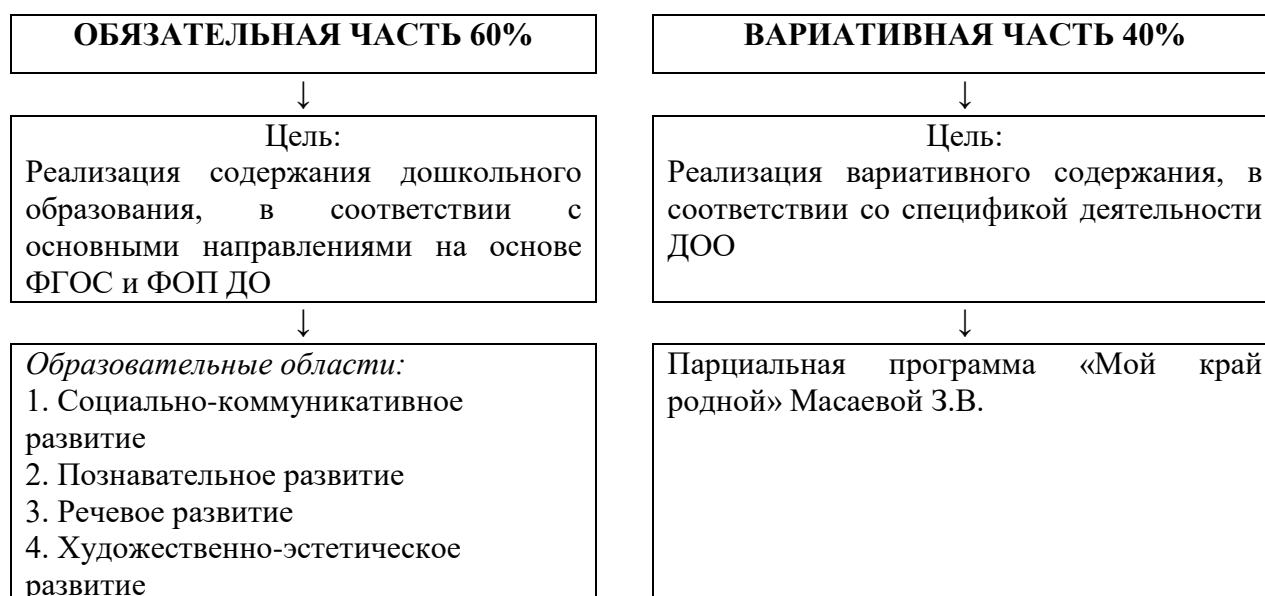 ОБЯЗАТЕЛЬНАЯ ЧАСТЬ 60%
↓
Цель:
Реализация содержания дошкольного
образования, в соответствии с
основными направлениями на основе
ФГОС и ФОП ДО
↓
Образовательные области:
1. Социально-коммуникативное
развитие
2. Познавательное развитие
3. Речевое развитие
4. Художественно-эстетическое
развитие
ВАРИАТИВНАЯ ЧАСТЬ 40%
↓
Цель:
Реализация вариативного содержания, в
соответствии со спецификой деятельности
ДОО
↓
Парциальная программа «Мой край
родной» Масаевой З.В.